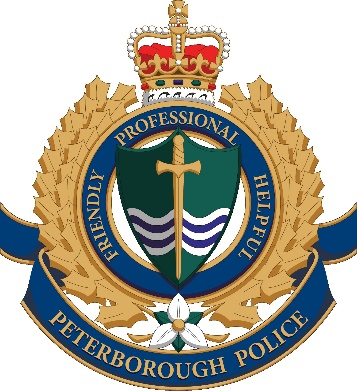 FRIENDLY PROFESSIONAL HELPFUL
PETERBOROUGH POLICE